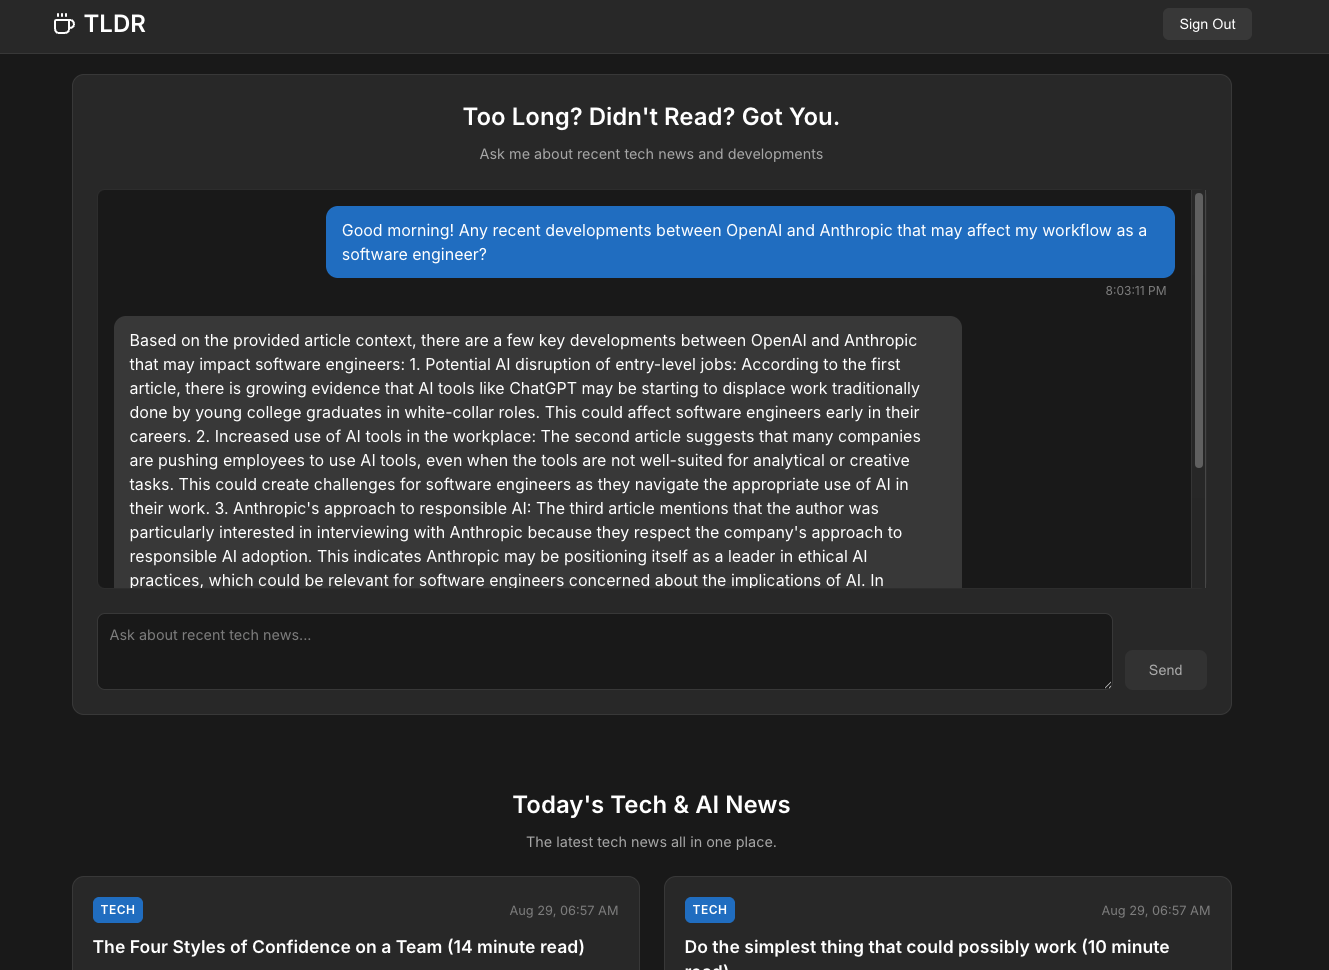 TLDR
Sign Out
Too Long? Didn't Read? Got You.
Ask me about recent tech news and developments
Good morning! Any recent developments between OpenAI and Anthropic that may affect my workflow as a
software engineer?
8:03:11 PM
Based on the provided article context, there are a few key developments between OpenAI and Anthropic
that may impact software engineers: 1. Potential AI disruption of entry-level jobs: According to the first
article, there is growing evidence that AI tools like ChatGPT may be starting to displace work traditionally
done by young college graduates in white-collar roles. This could affect software engineers early in their
careers. 2. Increased use of AI tools in the workplace: The second article suggests that many companies
are pushing employees to use AI tools, even when the tools are not well-suited for analytical or creative
tasks. This could create challenges for software engineers as they navigate the appropriate use of AI in
their work. 3. Anthropic's approach to responsible AI: The third article mentions that the author was
particularly interested in interviewing with Anthropic because they respect the company's approach to
responsible AI adoption. This indicates Anthropic may be positioning itself as a leader in ethical AI
practices, which could be relevant for software engineers concerned about the implications of AI. In
Ask about recent tech news...
Send
Today's Tech & AI News
The latest tech news all in one place.
TECH
Aug 29, 06:57 AM
The Four Styles of Confidence on a Team (14 minute read)
TECH
Aug 29, 06:57 AM
Do the simplest thing that could possibly work (10 minute
read)